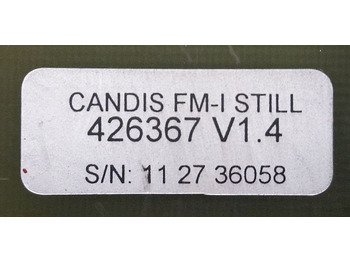 CANDIS FM-I STILL
426367 V1.4
S/N: 11 27 36058